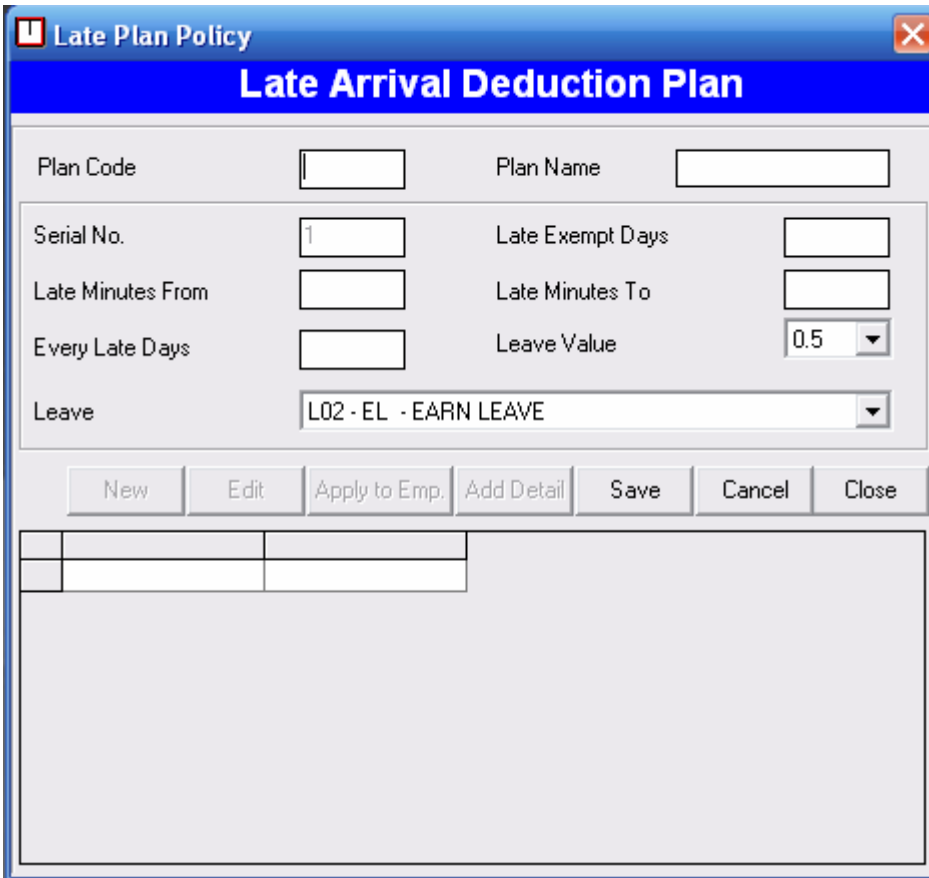 Late Plan Policy
Late Arrival Deduction Plan
Plan Code Plan Name
Serial No. 1 Late Exempt Days
Late Minutes From Late Minutes To
Every Late Days Leave Value 0.5
Leave L02 - EL - EARN LEAVE
New Edit Apply to Emp. Add Detail Save Cancel Close